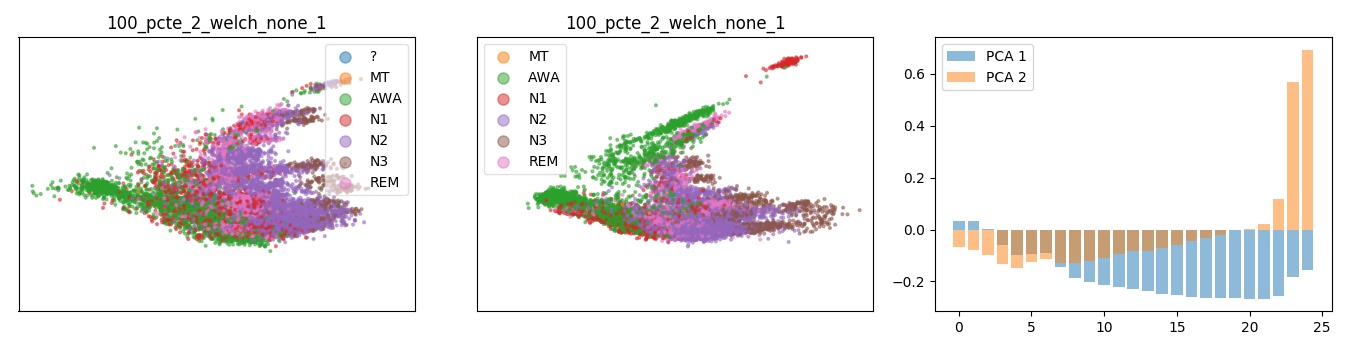 100_pcte_2_welch_none_1
?
MT
AWA
N1
N2
N3
REM
100_pcte_2_welch_none_1
MT
AWA
N1
N2
N3
REM
PCA 1
PCA 2
0.6
0.4
0.2
0.0
−0.2
0 5 10 15 20 25